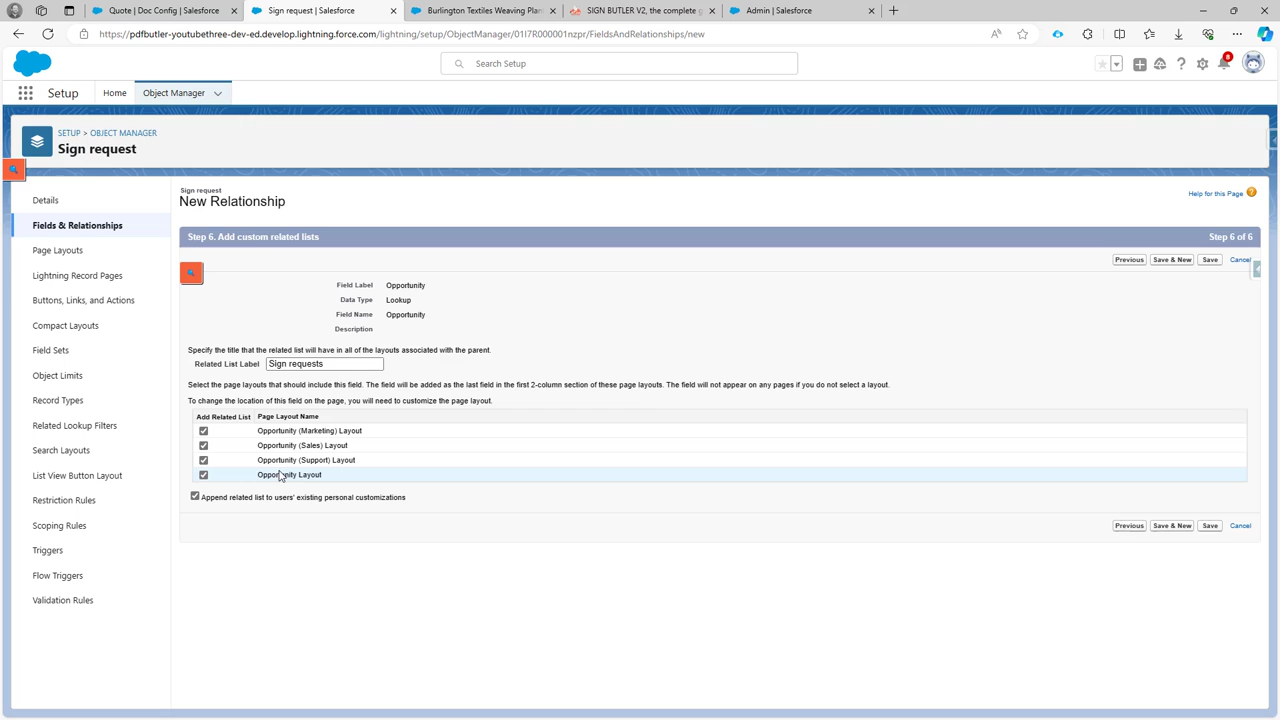 Quote | Doc Config | Salesforce
Sign request | Salesforce
Burlington Textiles Weaving Plan
SIGN BUTLER V2, the complete g
Admin | Salesforce
https://pdfbutler-youtubethree-dev-ed.develop.lightning.force.com/lightning/setup/ObjectManager/01I7R000001nzpr/FieldsAndRelationships/new
Search Setup
8
Setup
Home
Object Manager
SETUP > OBJECT MANAGER
Sign request
Details
Fields & Relationships
Page Layouts
Lightning Record Pages
Buttons, Links, and Actions
Compact Layouts
Field Sets
Object Limits
Record Types
Related Lookup Filters
Search Layouts
List View Button Layout
Restriction Rules
Scoping Rules
Triggers
Flow Triggers
Validation Rules
Sign request
New Relationship
Help for this Page
Step 6. Add custom related lists
Step 6 of 6
Previous
Save & New
Save
Cancel
Field Label Opportunity
Data Type Lookup
Field Name Opportunity
Description
Specify the title that the related list will have in all of the layouts associated with the parent.
Related List Label Sign requests
Select the page layouts that should include this field. The field will be added as the last field in the first 2-column section of these page layouts. The field will not appear on any pages if you do not select a layout.
To change the location of this field on the page, you will need to customize the page layout.
Add Related List Page Layout Name
Opportunity (Marketing) Layout
Opportunity (Sales) Layout
Opportunity (Support) Layout
Opportunity Layout
Append related list to users' existing personal customizations
Previous
Save & New
Save
Cancel